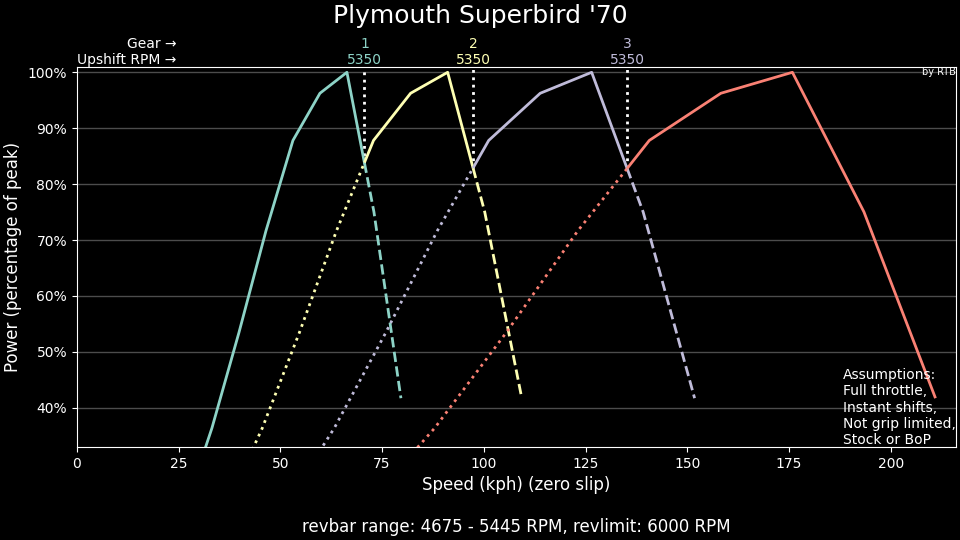 Plymouth Superbird '70
Gear → 1 2 3
Upshift RPM → 5350 5350 5350
by RTB
100%
90%
80%
70%
60%
50%
40%
Power (percentage of peak)
Assumptions:
Full throttle,
Instant shifts,
Not grip limited,
Stock or BoP
0 25 50 75 100 125 150 175 200
Speed (kph) (zero slip)
revbar range: 4675 - 5445 RPM, revlimit: 6000 RPM